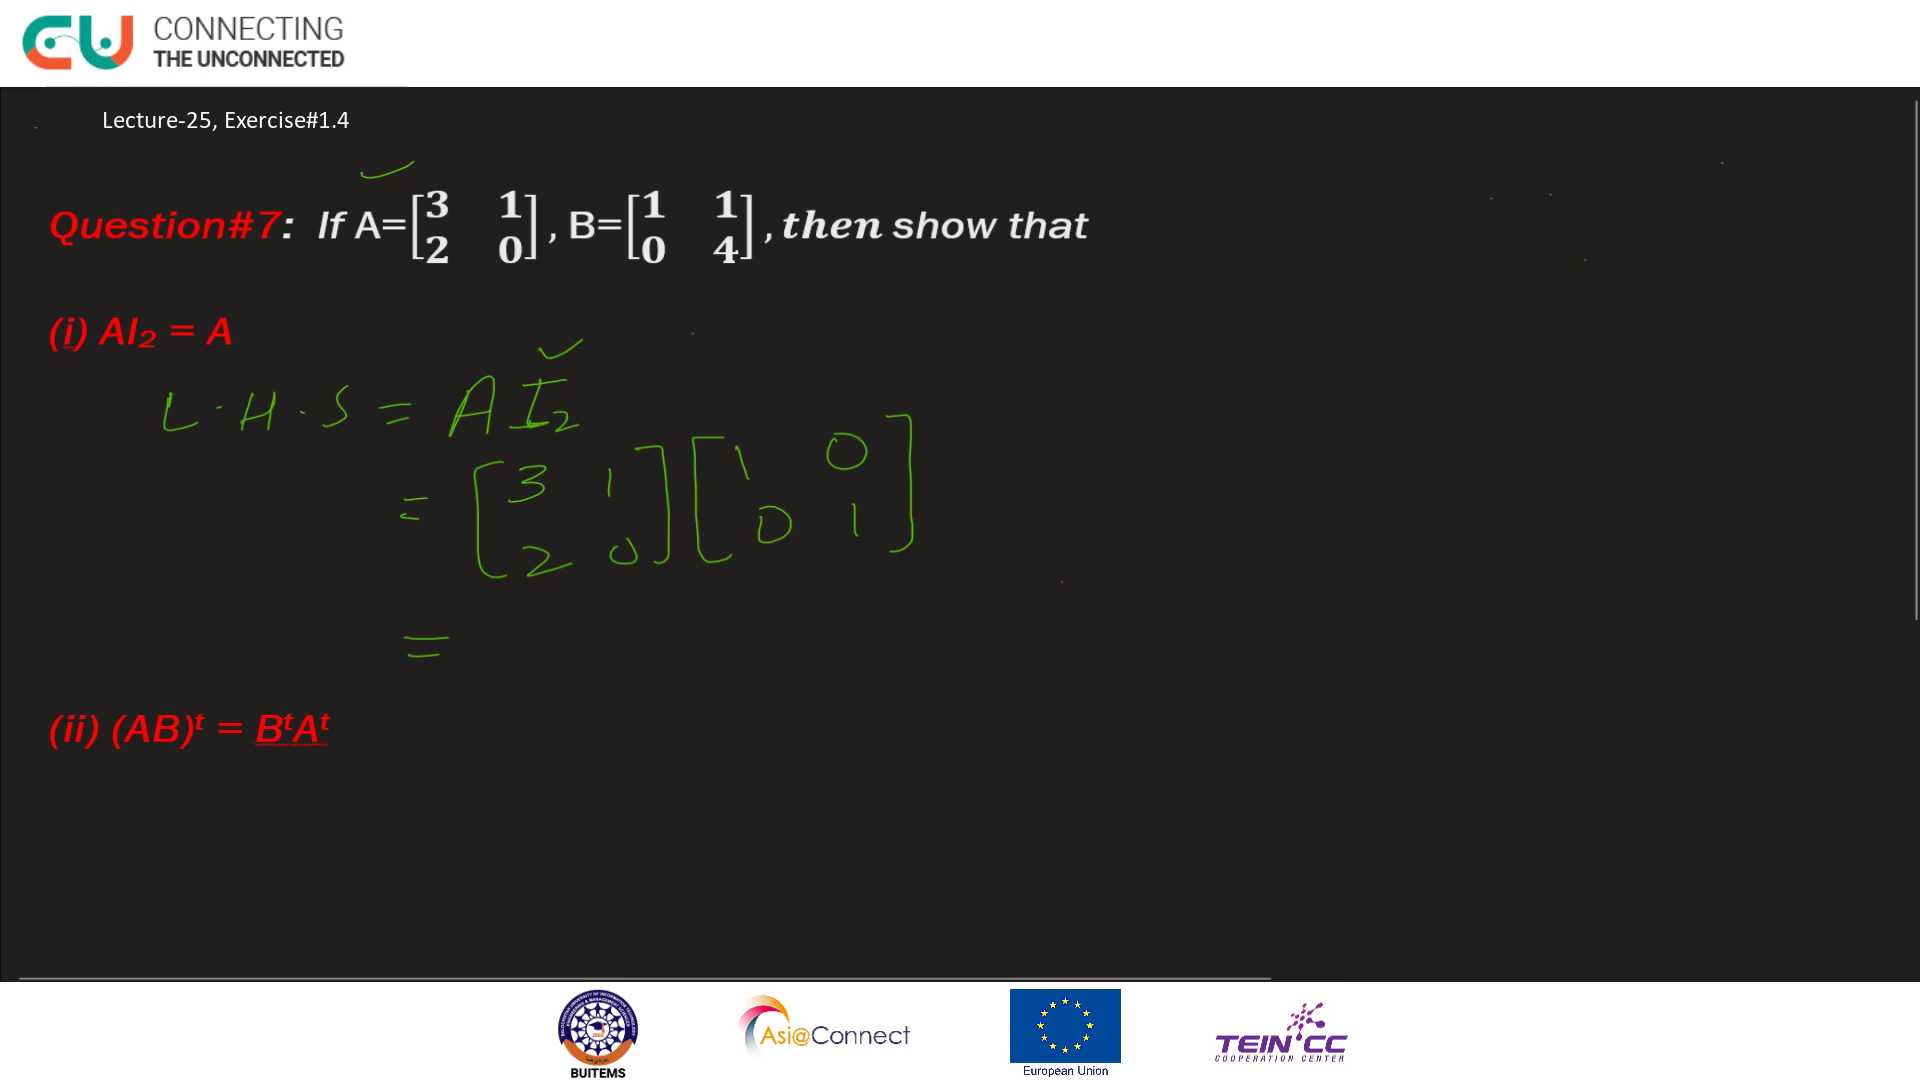 CONNECTING
THE UNCONNECTED
Lecture-25, Exercise#1.4
Question#7: If A=[3 1
2 0], B=[1 1
0 4], then show that
(i) AI₂ = A
L.H.S = A I₂
= [3 1
2 0] [1 0
0 1]
=
(ii) (AB)ᵗ = BᵗAᵗ
BUITEMS
Asi@Connect
European Union
TEIN*CC
COOPERATION CENTER